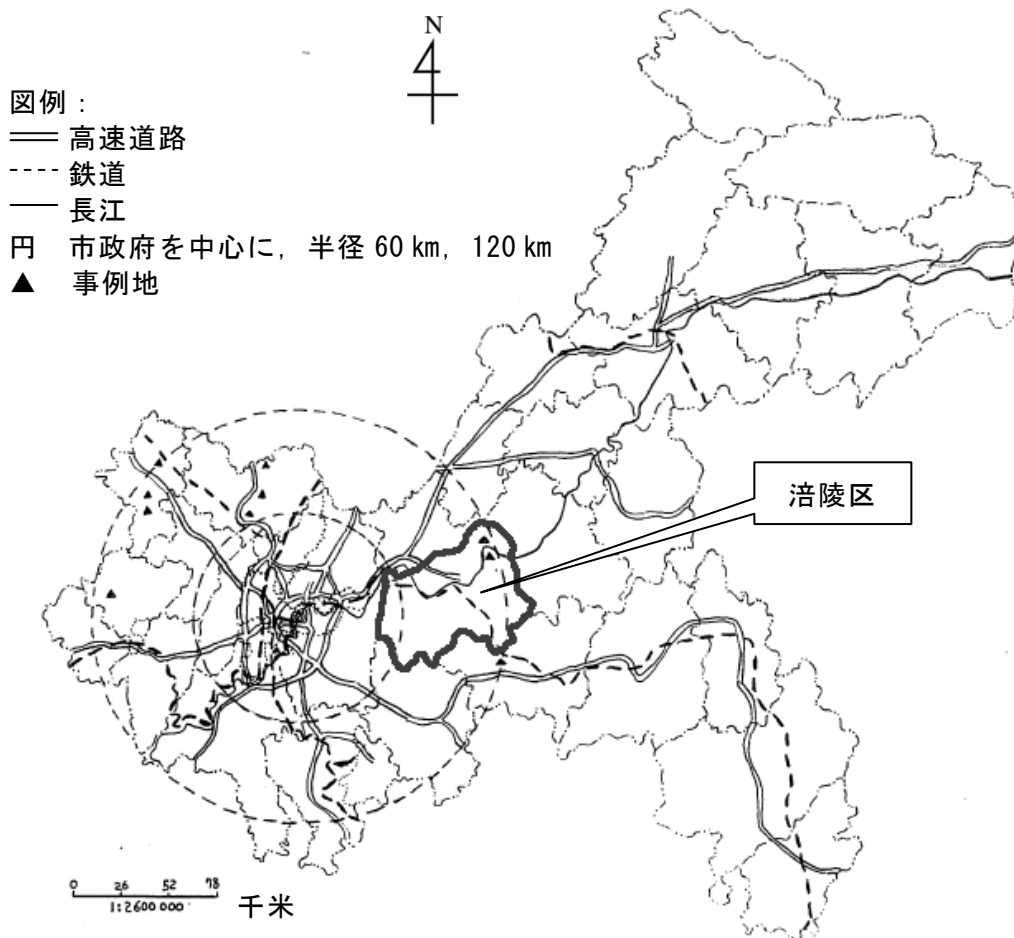 N
図例：
高速道路
鉄道
長江
円 市政府を中心に，半径 60 km，120 km
▲ 事例地
涪陵区
0 26 52 78
1:2600000 千米